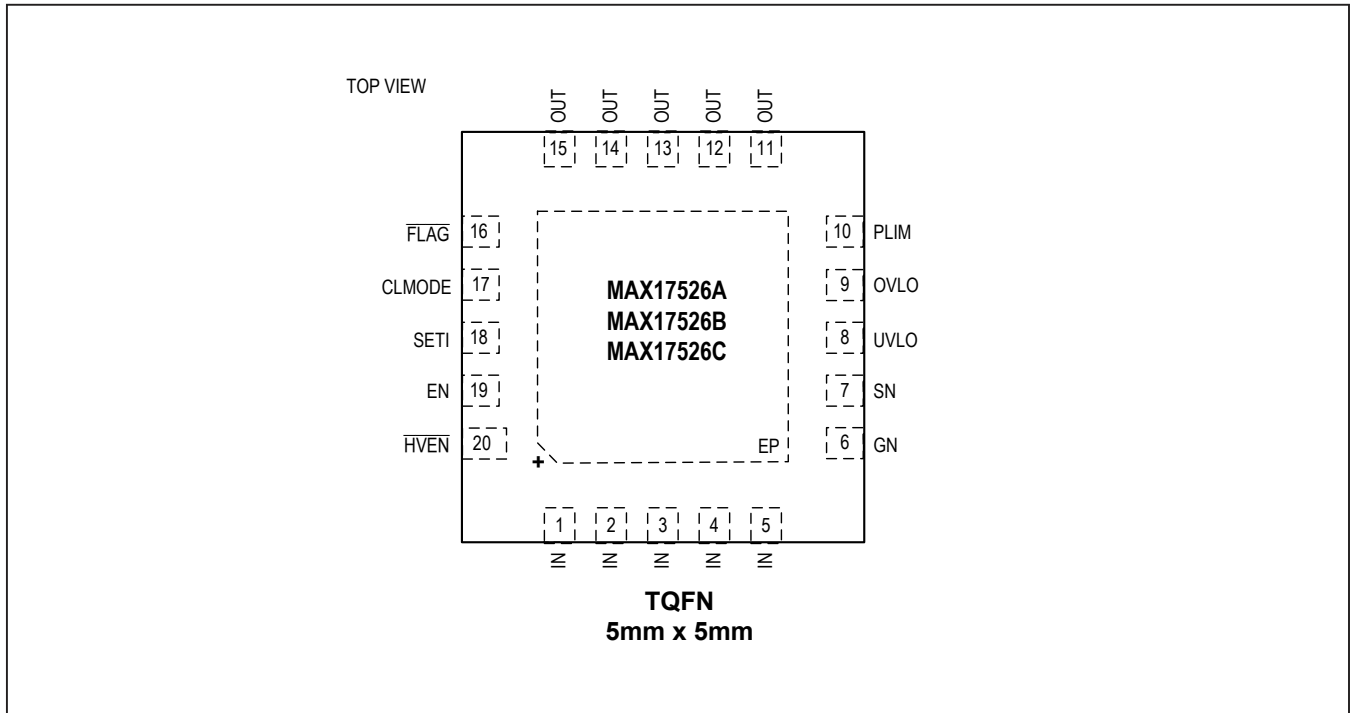 TOP VIEW
OUT OUT OUT OUT OUT
15 14 13 12 11
FLAG 16 10 PLIM
CLMODE 17 9 OVLO
SETI 18 8 UVLO
EN 19 7 SN
HVEN 20 6 GN
MAX17526A
MAX17526B
MAX17526C
EP
+
1 2 3 4 5
IN IN IN IN IN
TQFN
5mm x 5mm